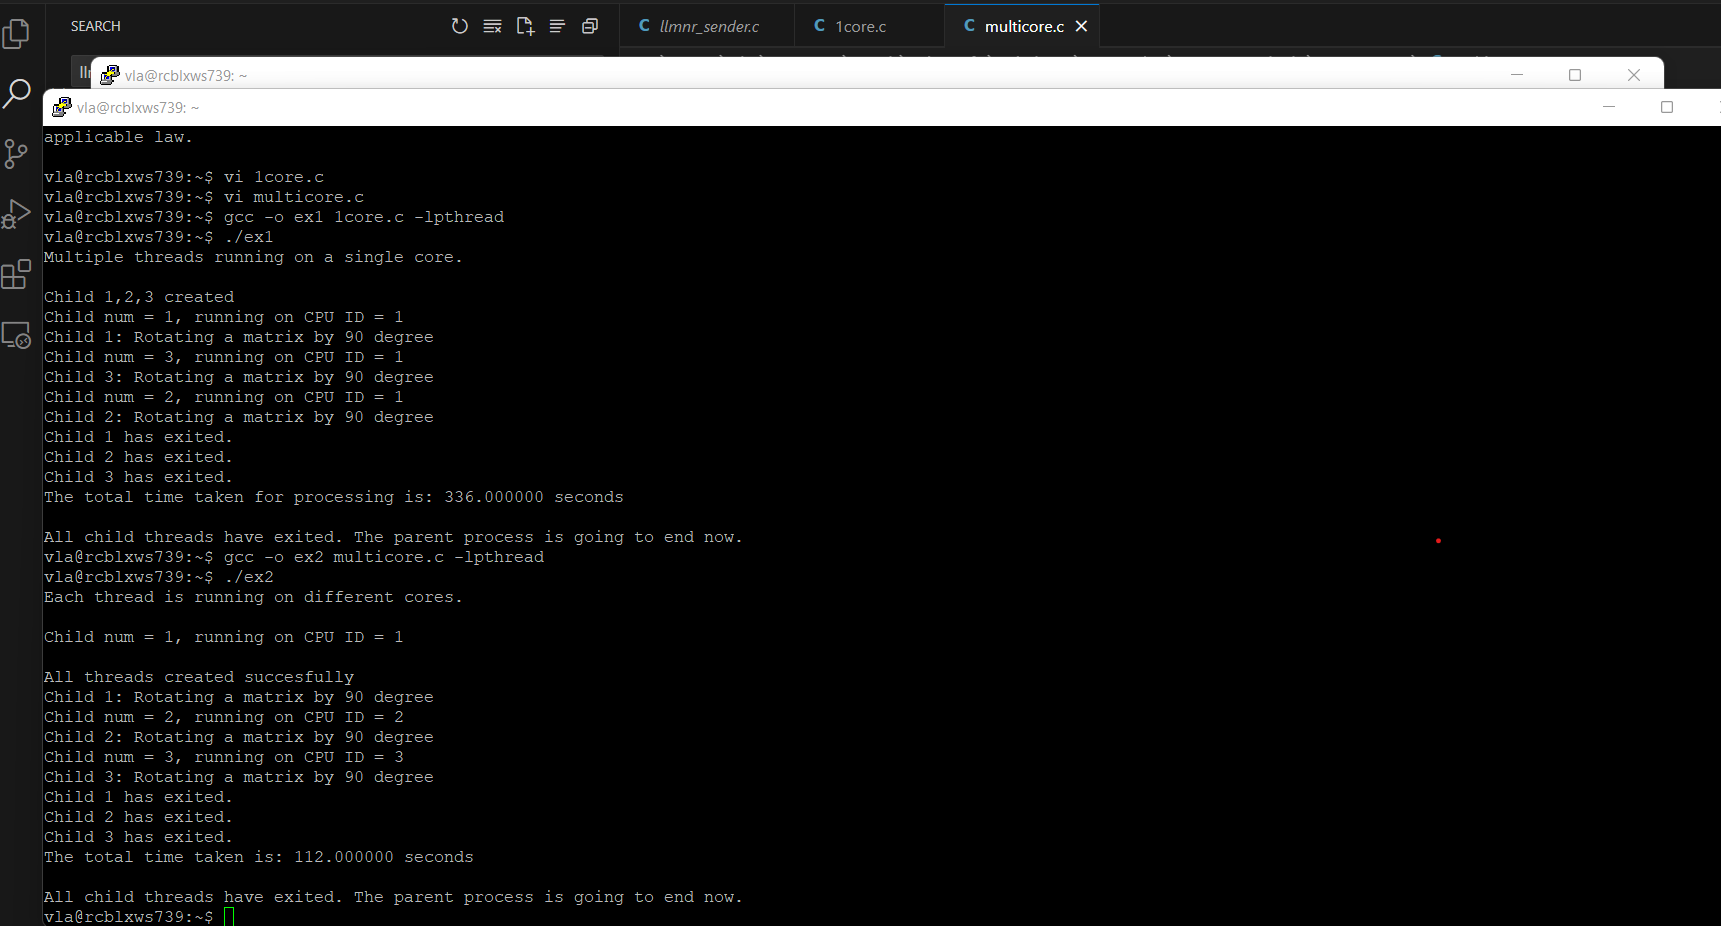 SEARCH
llmnr_sender.c
1core.c
multicore.c
vla@rcblxws739: ~
vla@rcblxws739: ~
applicable law.
vla@rcblxws739:~$ vi 1core.c
vla@rcblxws739:~$ vi multicore.c
vla@rcblxws739:~$ gcc -o ex1 1core.c -lpthread
vla@rcblxws739:~$ ./ex1
Multiple threads running on a single core.
Child 1,2,3 created
Child num = 1, running on CPU ID = 1
Child 1: Rotating a matrix by 90 degree
Child num = 3, running on CPU ID = 1
Child 3: Rotating a matrix by 90 degree
Child num = 2, running on CPU ID = 1
Child 2: Rotating a matrix by 90 degree
Child 1 has exited.
Child 2 has exited.
Child 3 has exited.
The total time taken for processing is: 336.000000 seconds
All child threads have exited. The parent process is going to end now.
vla@rcblxws739:~$ gcc -o ex2 multicore.c -lpthread
vla@rcblxws739:~$ ./ex2
Each thread is running on different cores.
Child num = 1, running on CPU ID = 1
All threads created succesfully
Child 1: Rotating a matrix by 90 degree
Child num = 2, running on CPU ID = 2
Child 2: Rotating a matrix by 90 degree
Child num = 3, running on CPU ID = 3
Child 3: Rotating a matrix by 90 degree
Child 1 has exited.
Child 2 has exited.
Child 3 has exited.
The total time taken is: 112.000000 seconds
All child threads have exited. The parent process is going to end now.
vla@rcblxws739:~$